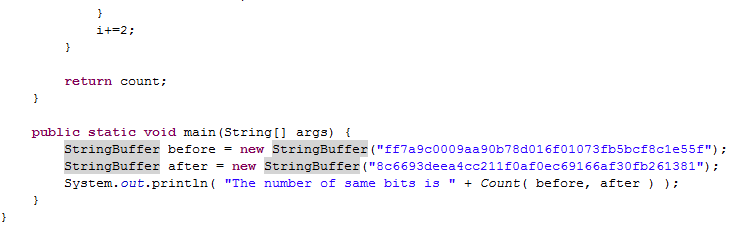 }
i+=2;
}
return count;
}
public static void main(String[] args) {
StringBuffer before = new StringBuffer("ff7a9c0009aa90b78d016f01073fb5bcf8c1e55f");
StringBuffer after = new StringBuffer("8c6693deea4cc211f0af0ec69166af30fb261381");
System.out.println( "The number of same bits is " + Count( before, after ) );
}
}